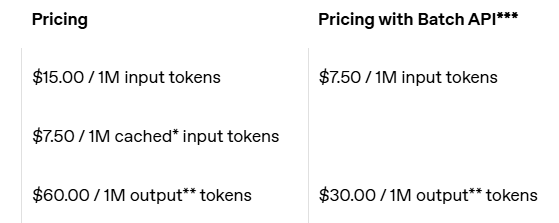 Pricing
Pricing with Batch API***
$15.00 / 1M input tokens
$7.50 / 1M input tokens
$7.50 / 1M cached* input tokens
$60.00 / 1M output** tokens
$30.00 / 1M output** tokens